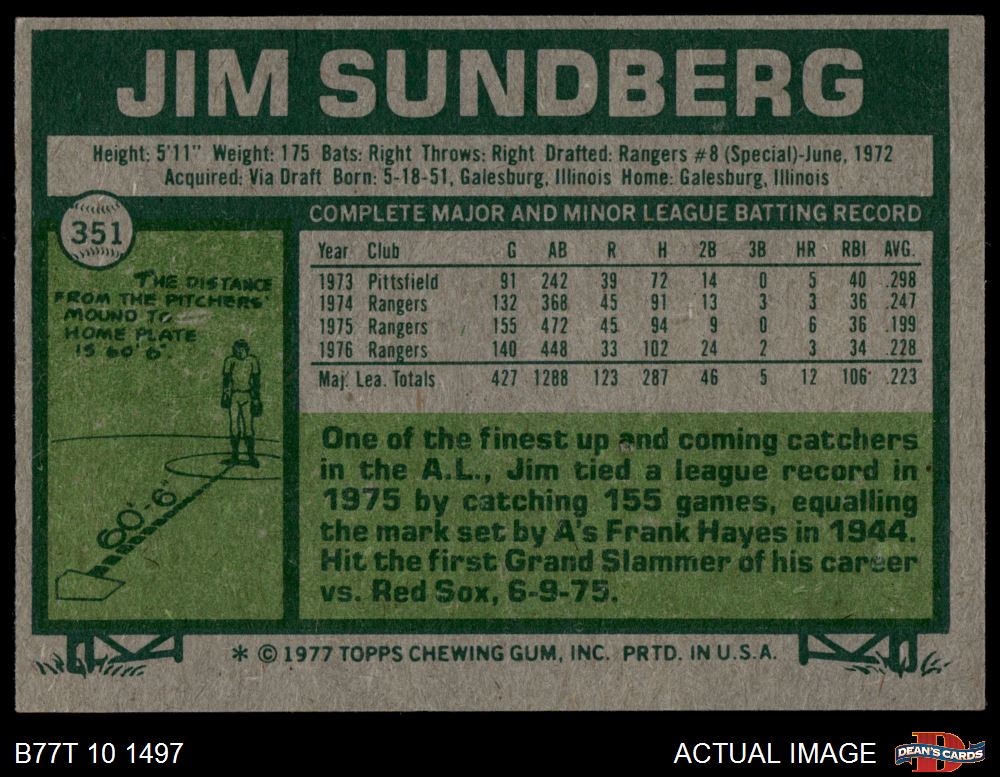 JIM SUNDBERG
Height: 5'11" Weight: 175 Bats: Right Throws: Right Drafted: Rangers #8 (Special)-June, 1972
Acquired: Via Draft Born: 5-18-51, Galesburg, Illinois Home: Galesburg, Illinois
351
THE DISTANCE
FROM THE PITCHERS'
MOUND TO
HOME PLATE
IS 60'6".
60'-6"
COMPLETE MAJOR AND MINOR LEAGUE BATTING RECORD
Year Club G AB R H 2B 3B HR RBI AVG.
1973 Pittsfield 91 242 39 72 14 0 5 40 .298
1974 Rangers 132 368 45 91 13 3 3 36 .247
1975 Rangers 155 472 45 94 9 0 6 36 .199
1976 Rangers 140 448 33 102 24 2 3 34 .228
Maj. Lea. Totals 427 1288 123 287 46 5 12 106 .223
One of the finest up and coming catchers
in the A.L., Jim tied a league record in
1975 by catching 155 games, equalling
the mark set by A's Frank Hayes in 1944.
Hit the first Grand Slammer of his career
vs. Red Sox, 6-9-75.
* © 1977 TOPPS CHEWING GUM, INC. PRTD. IN U.S.A.
B77T 10 1497
ACTUAL IMAGE
DEAN'S CARDS